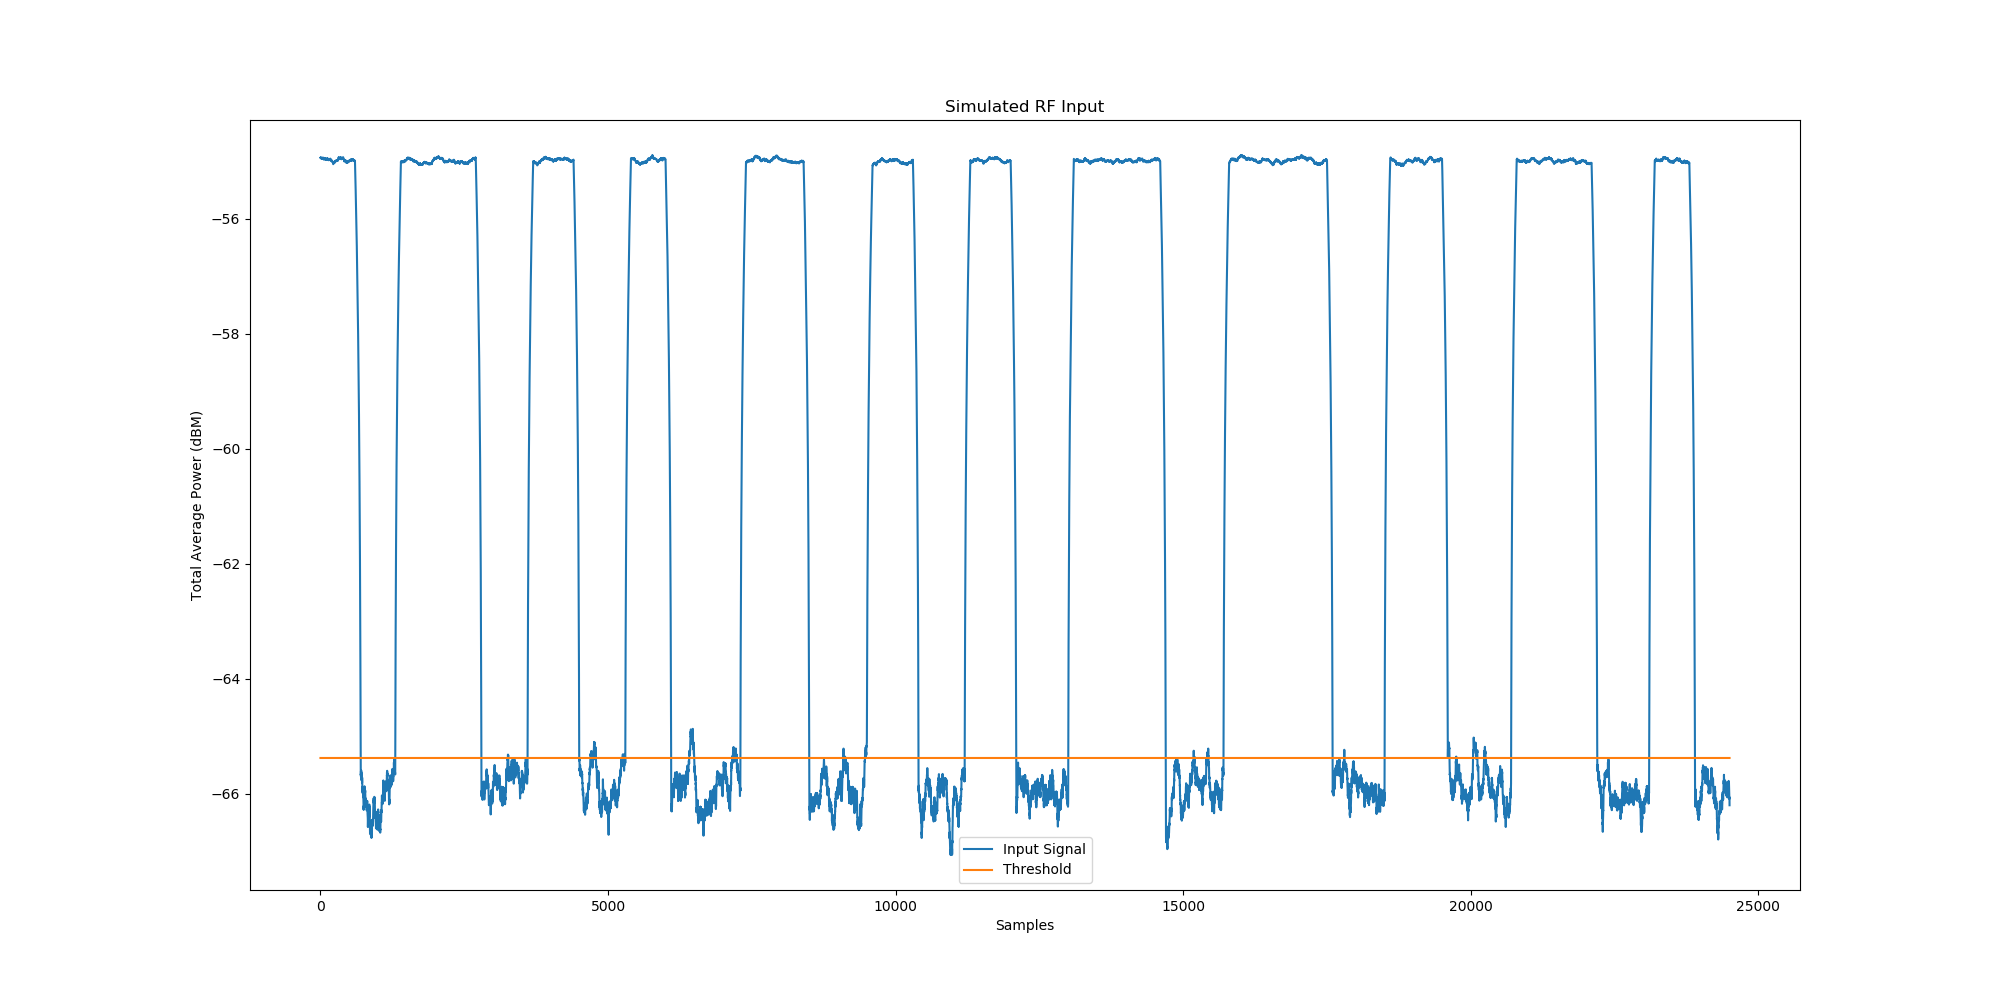 Simulated RF Input
Total Average Power (dBM)
−56
−58
−60
−62
−64
−66
Input Signal
Threshold
0 5000 10000 15000 20000 25000
Samples